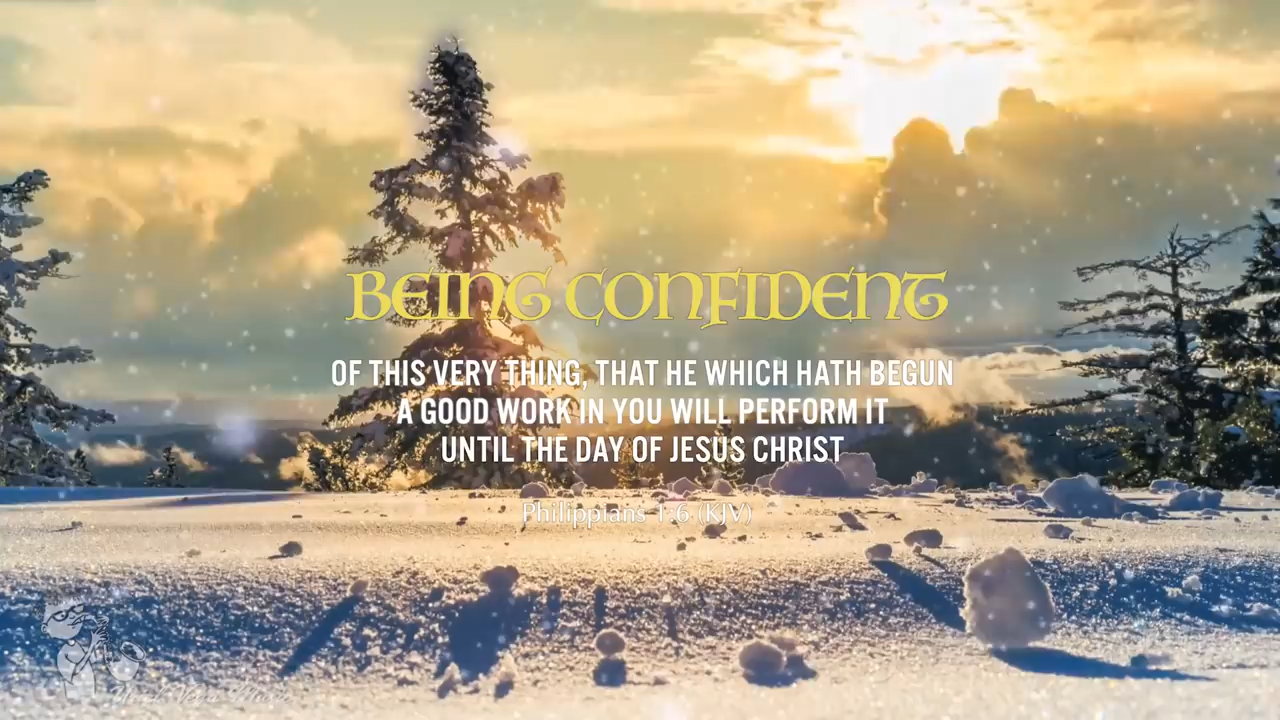 BEING CONFIDENT
OF THIS VERY THING, THAT HE WHICH HATH BEGUN
A GOOD WORK IN YOU WILL PERFORM IT
UNTIL THE DAY OF JESUS CHRIST
Philippians 1:6 (KJV)